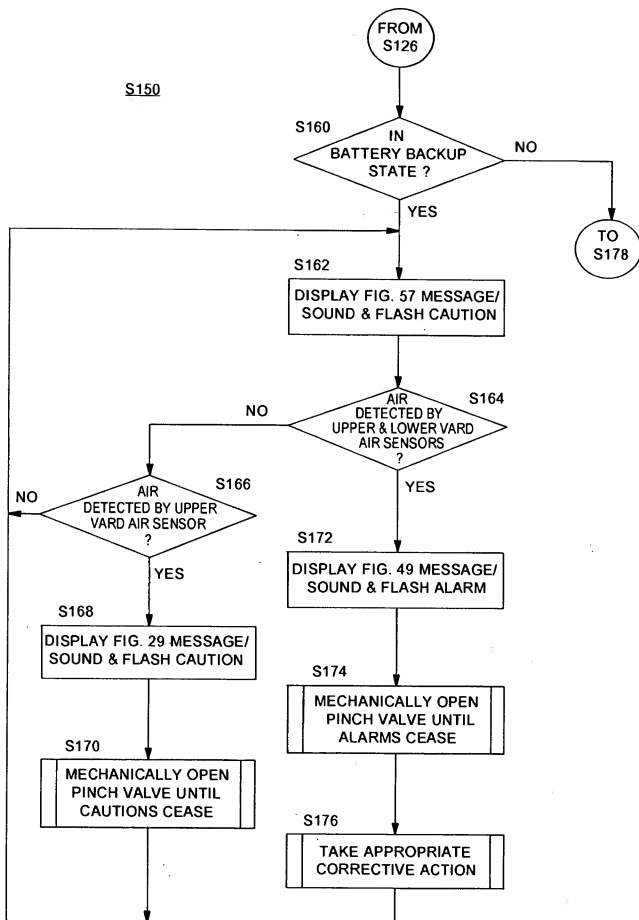 FROM
S126
S150
S160
IN
BATTERY BACKUP
STATE ?
NO
YES
TO
S178
S162
DISPLAY FIG. 57 MESSAGE/
SOUND & FLASH CAUTION
S164
AIR
DETECTED BY
UPPER & LOWER VARD
AIR SENSORS
?
NO
YES
S166
AIR
DETECTED BY UPPER
VARD AIR SENSOR
?
NO
YES
S172
DISPLAY FIG. 49 MESSAGE/
SOUND & FLASH ALARM
S168
DISPLAY FIG. 29 MESSAGE/
SOUND & FLASH CAUTION
S174
MECHANICALLY OPEN
PINCH VALVE UNTIL
ALARMS CEASE
S170
MECHANICALLY OPEN
PINCH VALVE UNTIL
CAUTIONS CEASE
S176
TAKE APPROPRIATE
CORRECTIVE ACTION